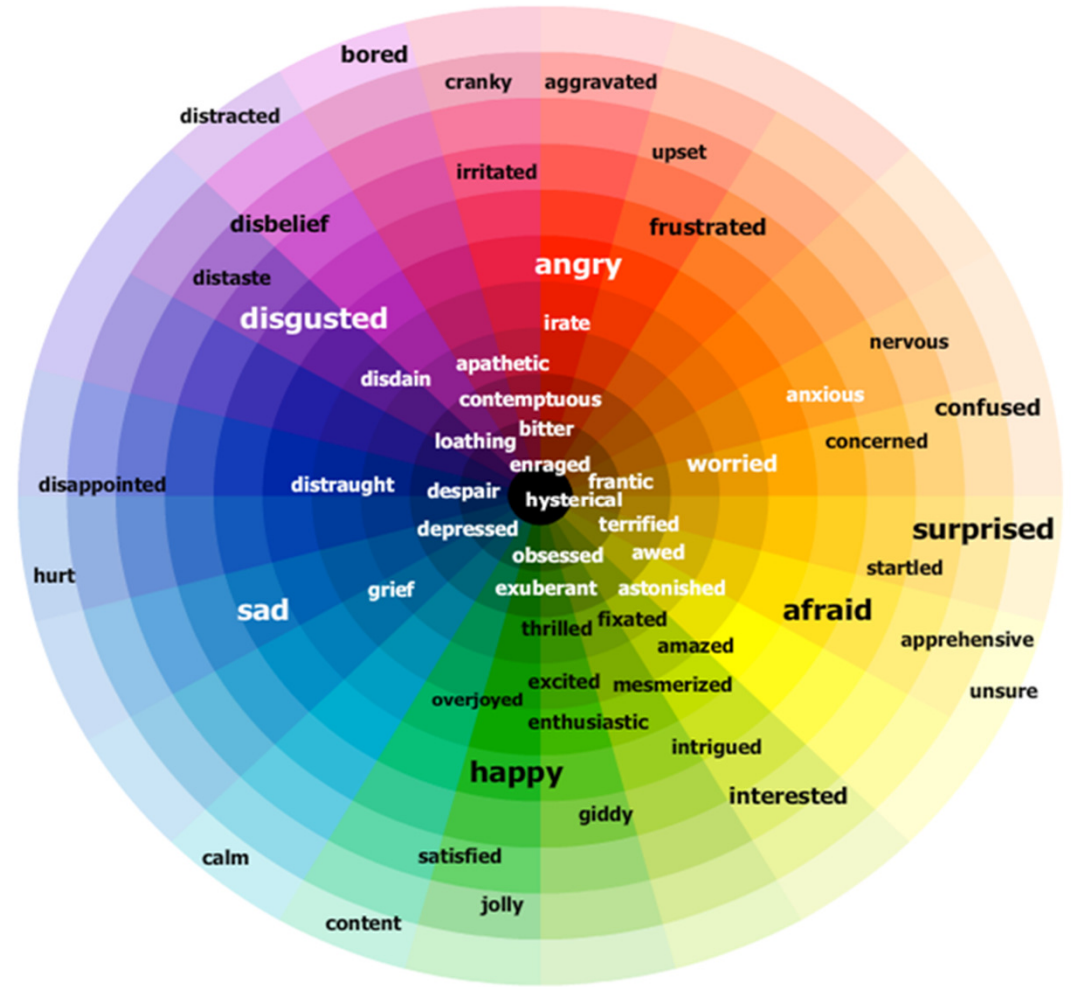 bored
cranky
aggravated
distracted
upset
irritated
disbelief
frustrated
angry
distaste
disgusted
irate
nervous
apathetic
disdain
anxious
contemptuous
confused
bitter
loathing
concerned
enraged
worried
frantic
disappointed
distraught
despair
hysterical
depressed
terrified
surprised
obsessed
awed
startled
hurt
grief
exuberant
astonished
sad
afraid
thrilled
fixated
apprehensive
amazed
excited
mesmerized
unsure
overjoyed
enthusiastic
intrigued
happy
interested
giddy
satisfied
calm
jolly
content